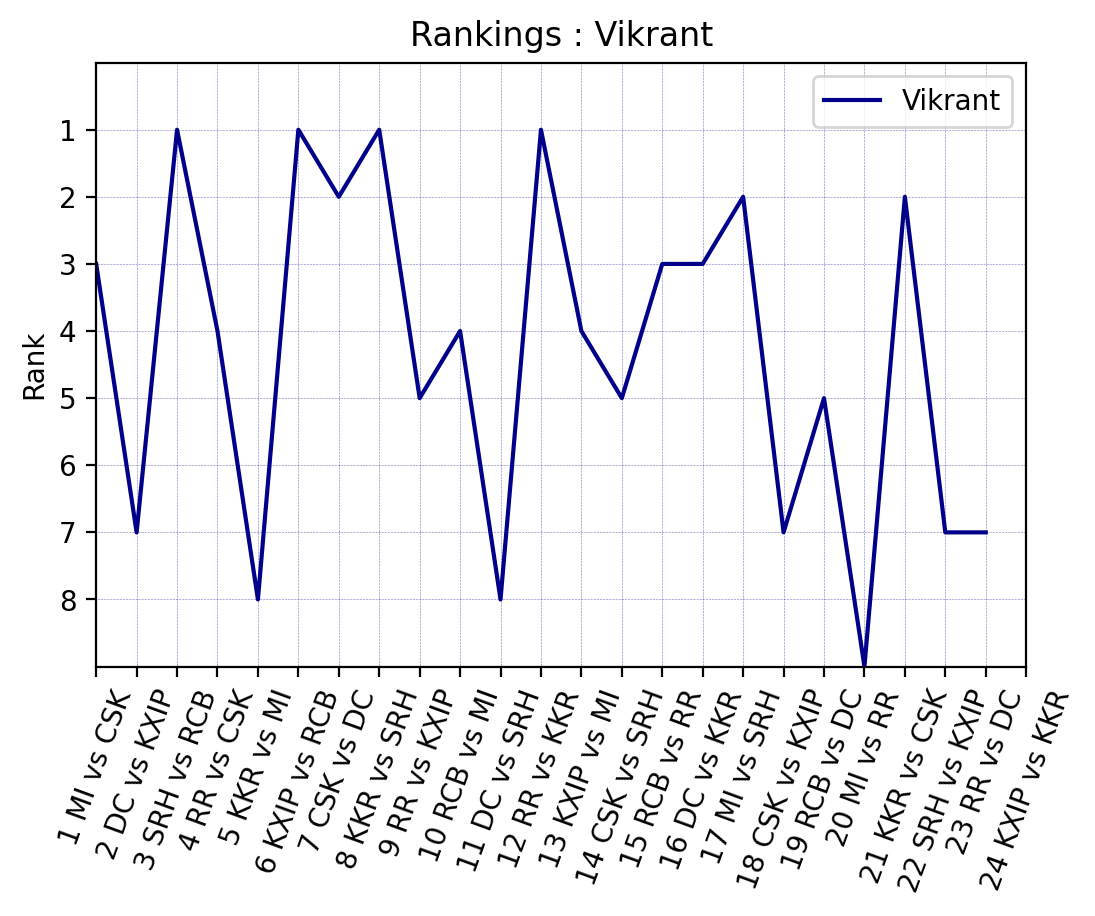 Rankings : Vikrant
Vikrant
Rank
1
2
3
4
5
6
7
8
1 MI vs CSK
2 DC vs KXIP
3 SRH vs RCB
4 RR vs CSK
5 KKR vs MI
6 KXIP vs RCB
7 CSK vs DC
8 KKR vs SRH
9 RR vs KXIP
10 RCB vs MI
11 DC vs SRH
12 RR vs KKR
13 KXIP vs MI
14 CSK vs SRH
15 RCB vs RR
16 DC vs KKR
17 MI vs SRH
18 CSK vs KXIP
19 RCB vs DC
20 MI vs RR
21 KKR vs CSK
22 SRH vs KXIP
23 RR vs DC
24 KXIP vs KKR